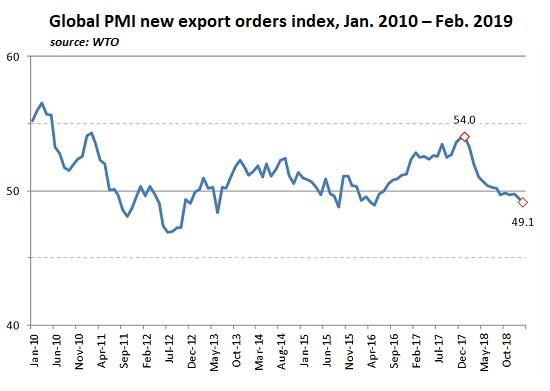 Global PMI new export orders index, Jan. 2010 – Feb. 2019
source: WTO
60
54.0
50
49.1
40
Jan-10 Jun-10 Nov-10 Apr-11 Sep-11 Feb-12 Jul-12 Dec-12 May-13 Oct-13 Mar-14 Aug-14 Jan-15 Jun-15 Nov-15 Apr-16 Sep-16 Feb-17 Jul-17 Dec-17 May-18 Oct-18